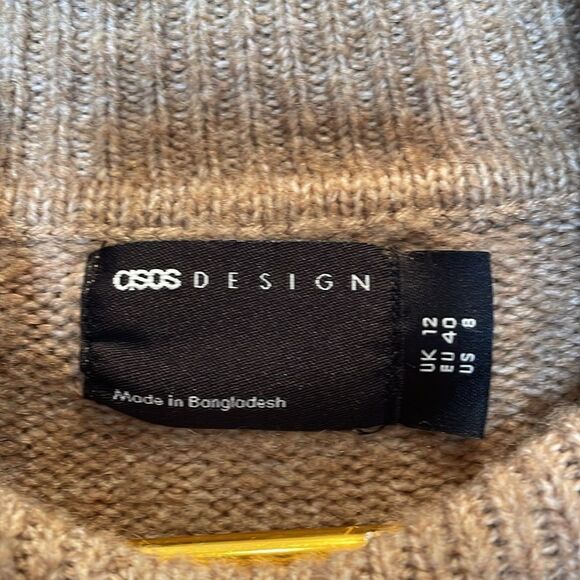 asos DESIGN
Made in Bangladesh
UK 12
EU 40
US 8